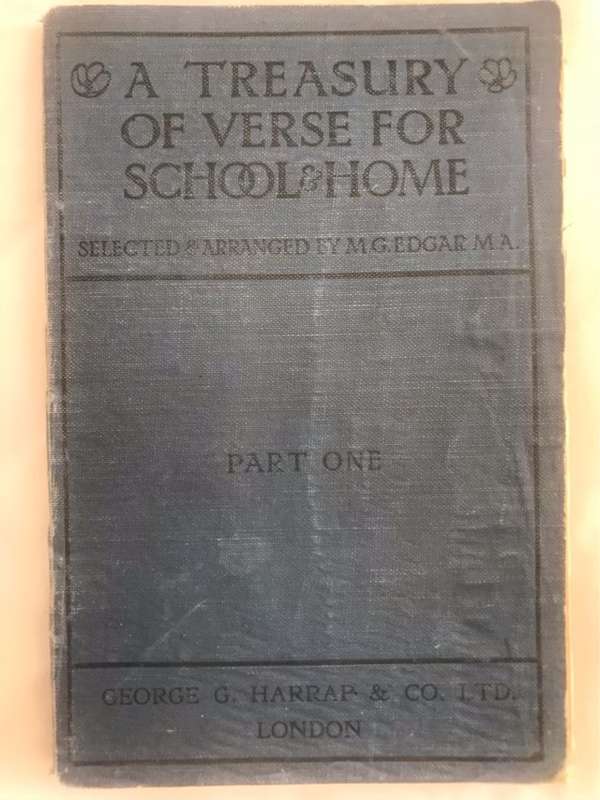 A TREASURY
OF VERSE FOR
SCHOOL & HOME
SELECTED & ARRANGED BY M.G. EDGAR M.A.
PART ONE
GEORGE G. HARRAP & CO. LTD.
LONDON